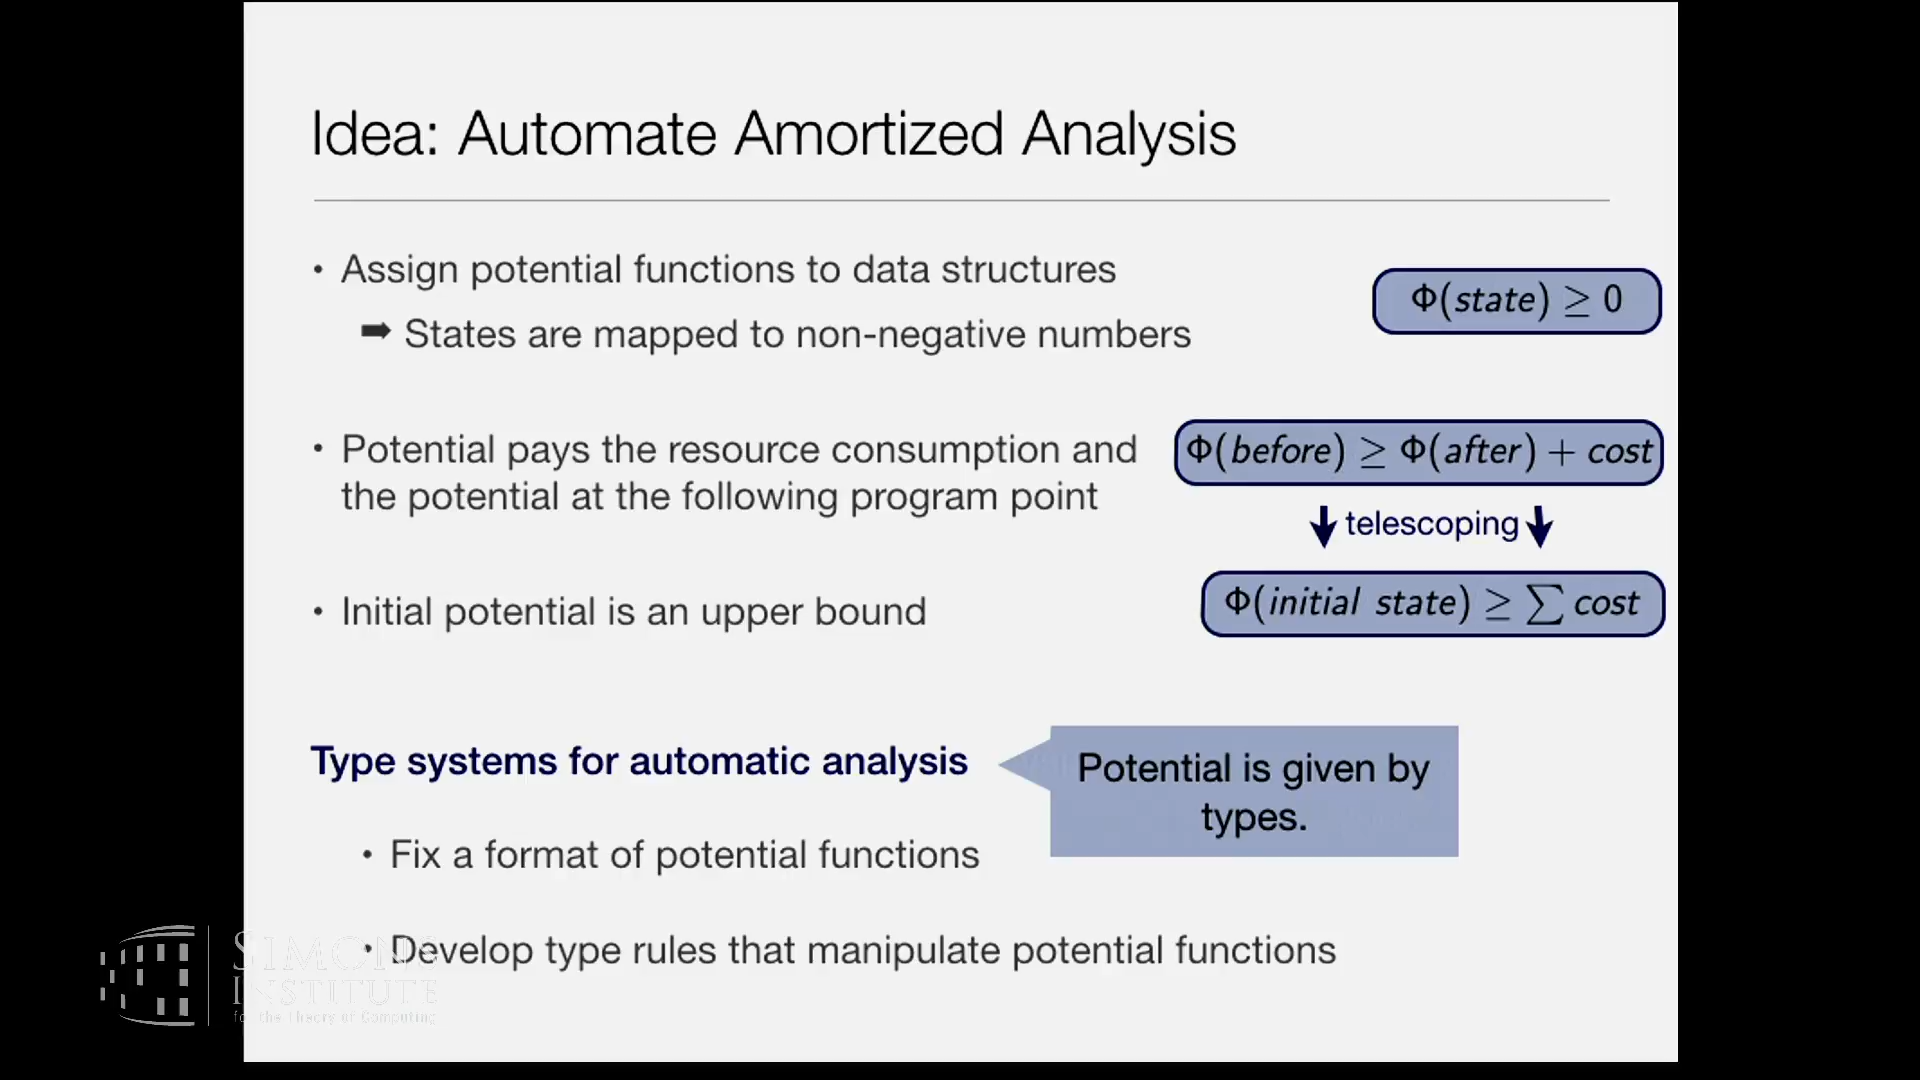 Idea: Automate Amortized Analysis
• Assign potential functions to data structures
➡ States are mapped to non-negative numbers
Φ(state) ≥ 0
• Potential pays the resource consumption and
the potential at the following program point
Φ(before) ≥ Φ(after) + cost
↓ telescoping ↓
• Initial potential is an upper bound
Φ(initial state) ≥ ∑ cost
Type systems for automatic analysis
Potential is given by
types.
• Fix a format of potential functions
• Develop type rules that manipulate potential functions
SIMONS
INSTITUTE
for the Theory of Computing